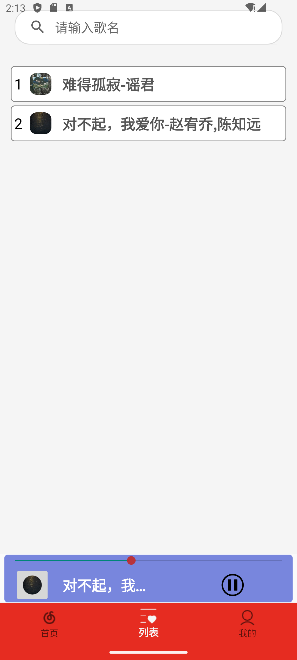 2:13
请输入歌名
1 难得孤寂-谣君
2 对不起，我爱你-赵宥乔,陈知远
对不起，我...
首页 列表 我的